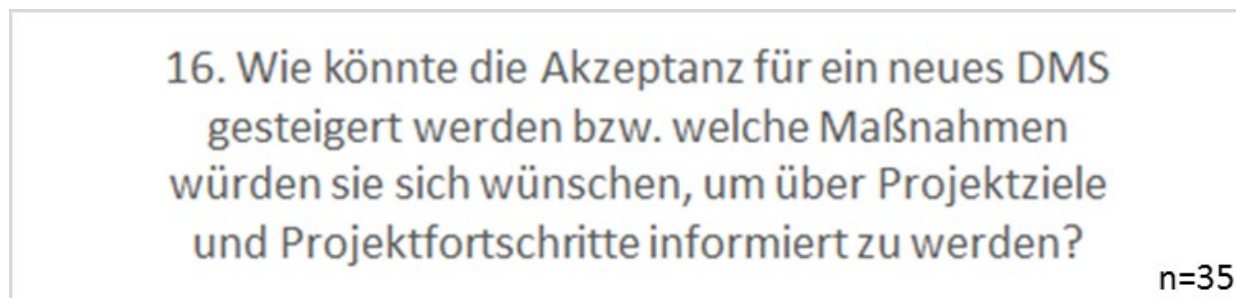 16. Wie könnte die Akzeptanz für ein neues DMS
gesteigert werden bzw. welche Maßnahmen
würden sie sich wünschen, um über Projektziele
und Projektfortschritte informiert zu werden?
n=35